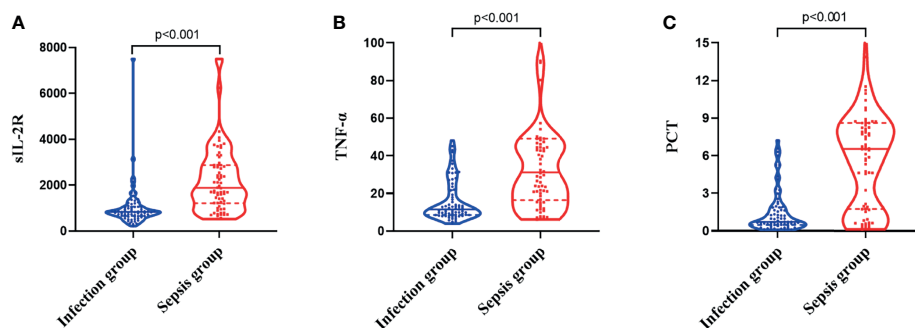 A
p<0.001
sIL-2R
8000
6000
4000
2000
0
Infection group
Sepsis group
B
p<0.001
TNF-α
100
80
60
40
20
0
Infection group
Sepsis group
C
p<0.001
PCT
15
12
9
6
3
0
Infection group
Sepsis group